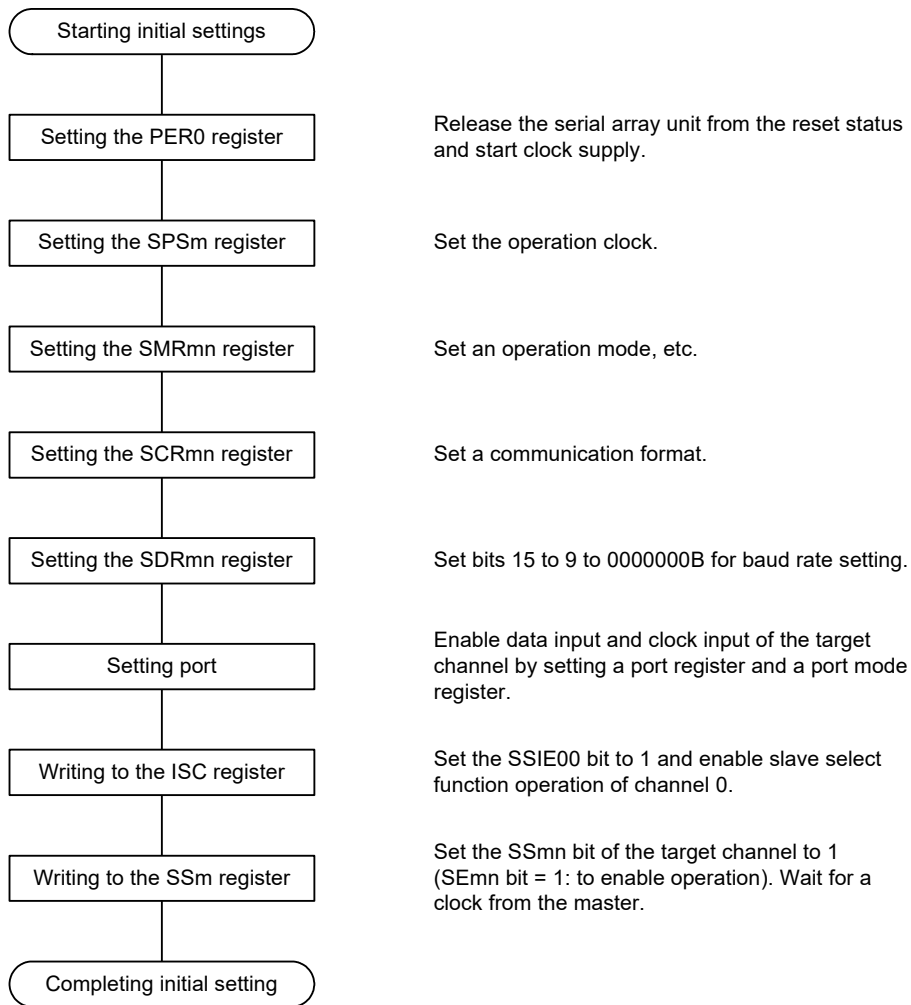 Starting initial settings
Setting the PER0 register
Release the serial array unit from the reset status
and start clock supply.
Setting the SPSm register
Set the operation clock.
Setting the SMRmn register
Set an operation mode, etc.
Setting the SCRmn register
Set a communication format.
Setting the SDRmn register
Set bits 15 to 9 to 0000000B for baud rate setting.
Setting port
Enable data input and clock input of the target
channel by setting a port register and a port mode
register.
Writing to the ISC register
Set the SSIE00 bit to 1 and enable slave select
function operation of channel 0.
Writing to the SSm register
Set the SSmn bit of the target channel to 1
(SEmn bit = 1: to enable operation). Wait for a
clock from the master.
Completing initial setting